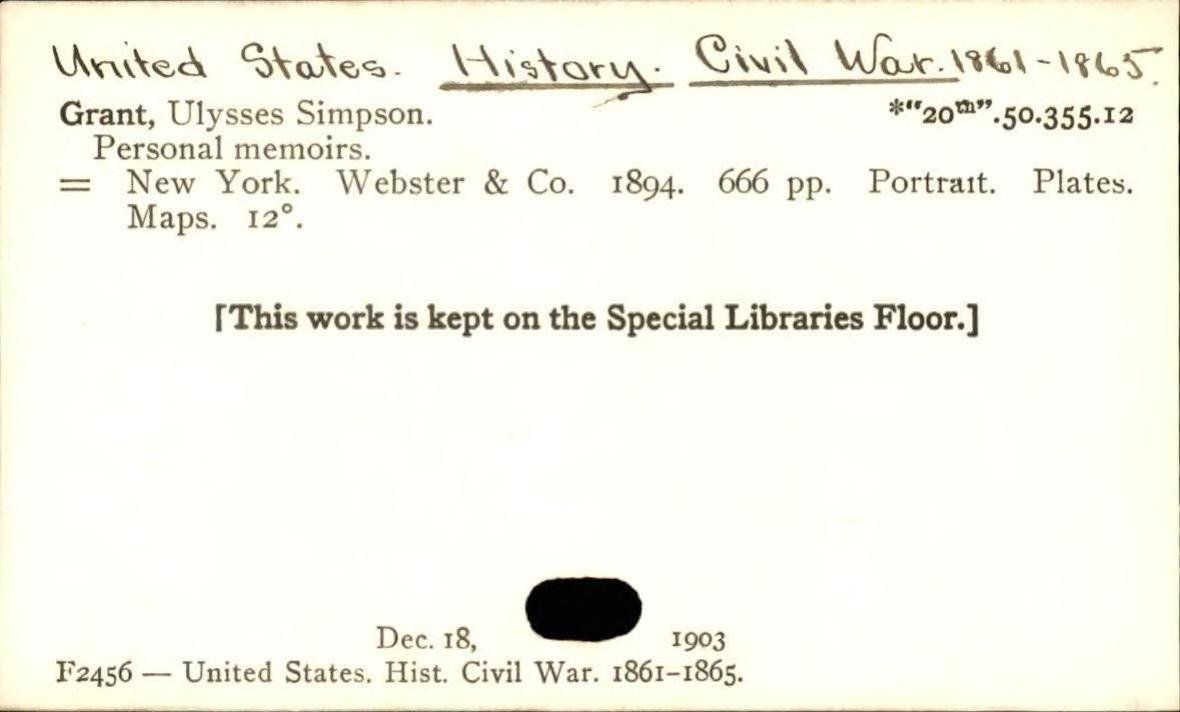 United States. History. Civil War. 1861-1865.
Grant, Ulysses Simpson. *“20th”.50.355.12
Personal memoirs.
= New York. Webster & Co. 1894. 666 pp. Portrait. Plates.
Maps. 12°.
[This work is kept on the Special Libraries Floor.]
Dec. 18, 1903
F2456 — United States. Hist. Civil War. 1861-1865.